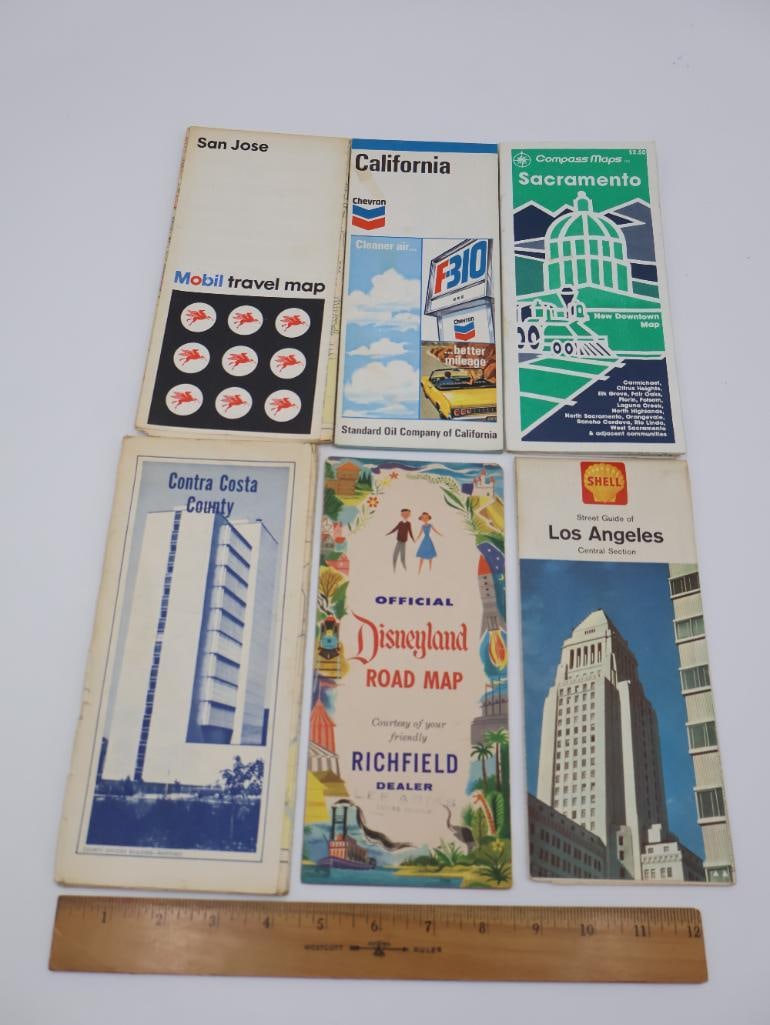 San Jose
Mobil travel map
California
Chevron
Cleaner air...
F-310
Chevron
...better
mileage
Standard Oil Company of California
$2.50
Compass Maps
Sacramento
New Downtown
Map
Carmichael,
Citrus Heights,
Elk Grove, Fair Oaks,
Florin, Folsom,
Laguna Creek,
North Highlands,
North Sacramento, Orangevale,
Rancho Cordova, Rio Linda,
West Sacramento
& adjacent communities
Contra Costa
County
COUNTY OFFICES BUILDING - MARTINEZ
OFFICIAL
Disneyland
ROAD MAP
Courtesy of your
friendly
RICHFIELD
DEALER
SHELL
Street Guide of
Los Angeles
Central Section
1 2 3 4 5 6 7 8 9 10 11 12
WESTCOTT RULER